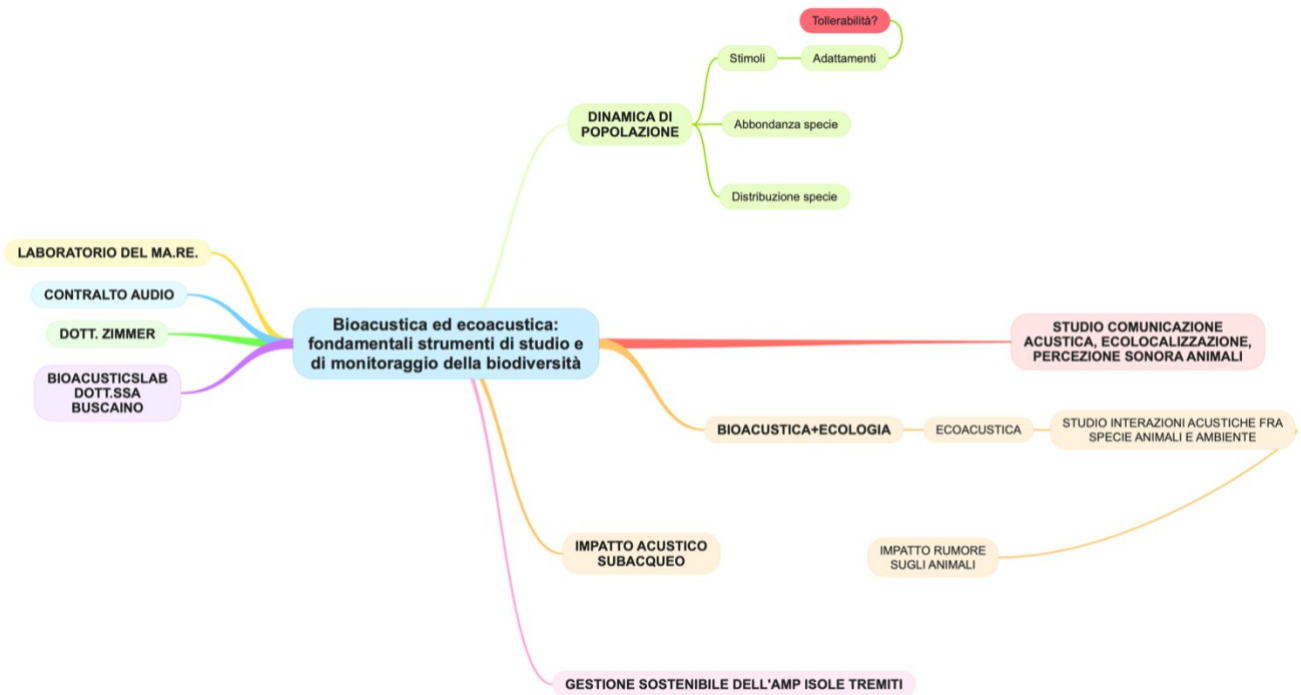 Tollerabilità?
Stimoli
Adattamenti
DINAMICA DI
POPOLAZIONE
Abbondanza specie
Distribuzione specie
LABORATORIO DEL MA.RE.
CONTRALTO AUDIO
DOTT. ZIMMER
BIOACUSTICSLAB
DOTT.SSA
BUSCAINO
Bioacustica ed ecoacustica:
fondamentali strumenti di studio e
di monitoraggio della biodiversità
STUDIO COMUNICAZIONE
ACUSTICA, ECOLOCALIZZAZIONE,
PERCEZIONE SONORA ANIMALI
BIOACUSTICA+ECOLOGIA
ECOACUSTICA
STUDIO INTERAZIONI ACUSTICHE FRA
SPECIE ANIMALI E AMBIENTE
IMPATTO ACUSTICO
SUBACQUEO
IMPATTO RUMORE
SUGLI ANIMALI
GESTIONE SOSTENIBILE DELL'AMP ISOLE TREMITI